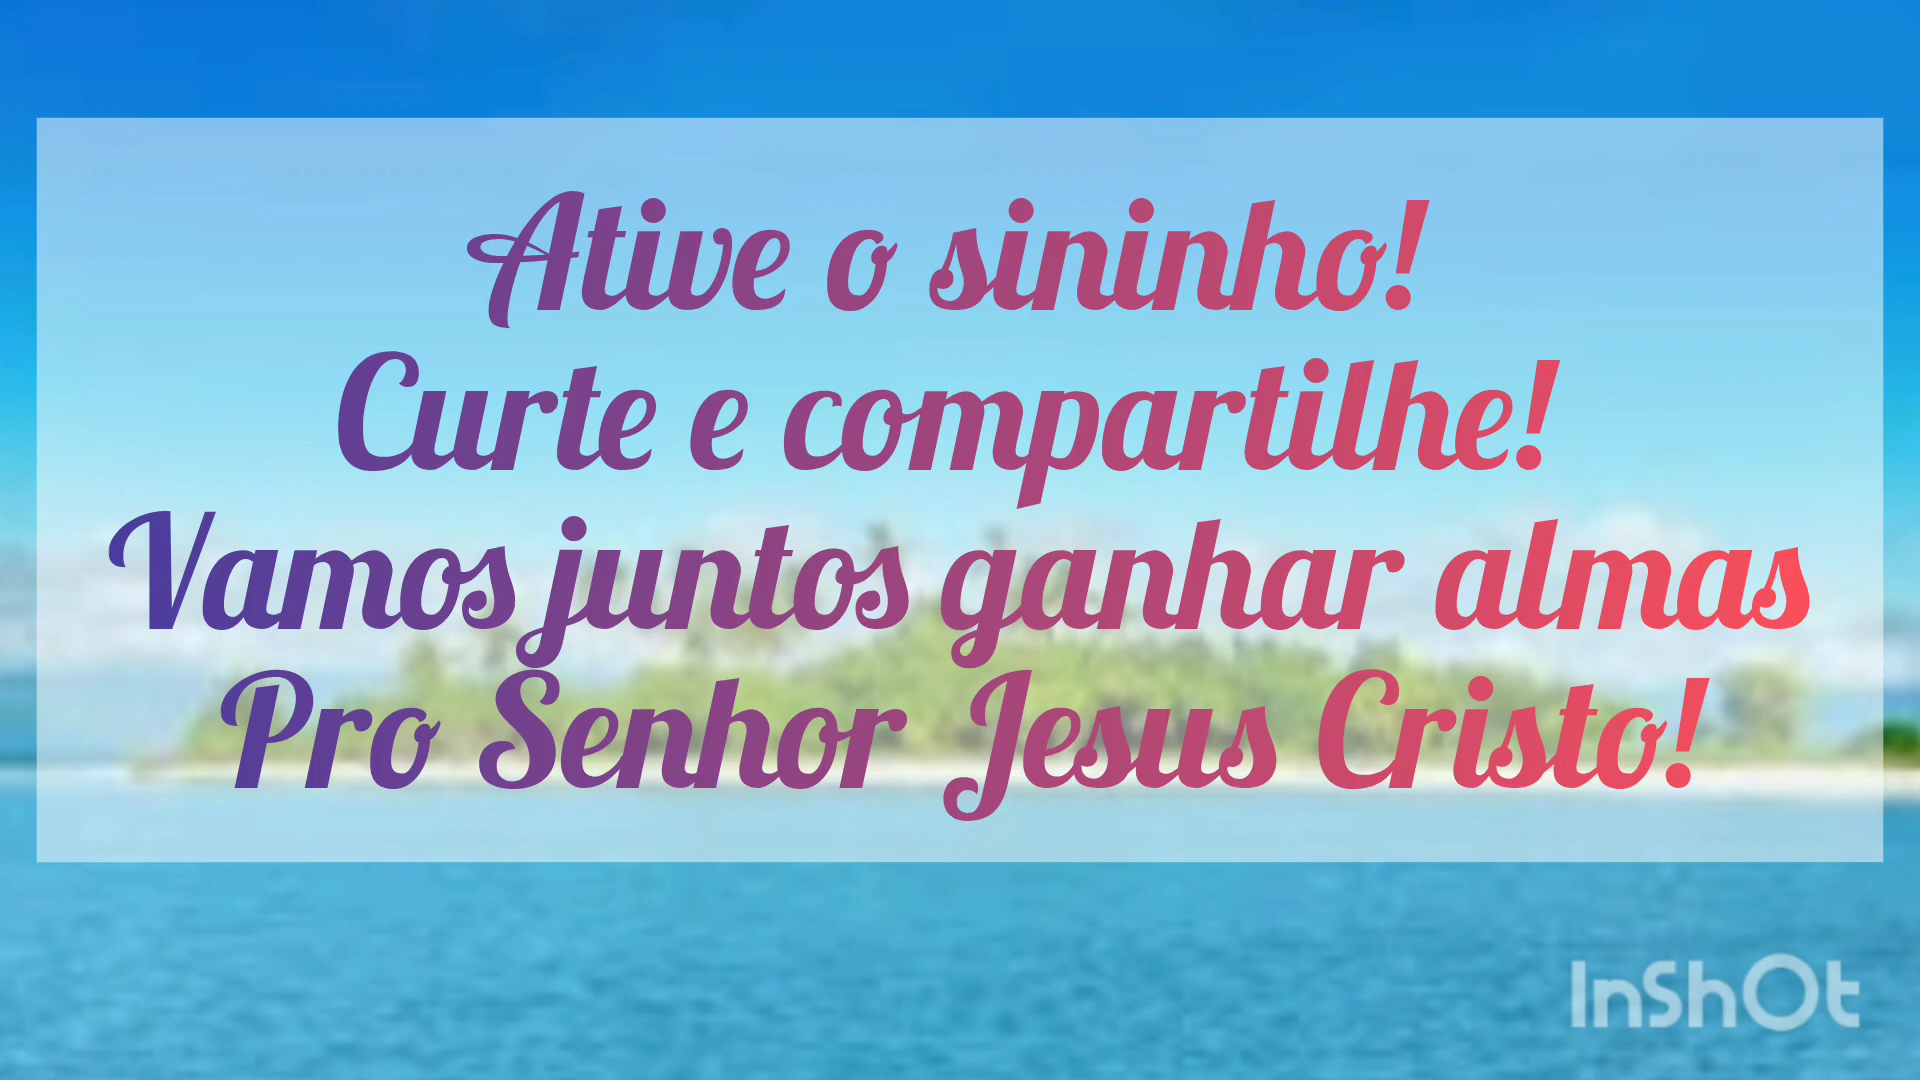 Ative o sininho!
Curte e compartilhe!
Vamos juntos ganhar almas
Pro Senhor Jesus Cristo!
InShOt